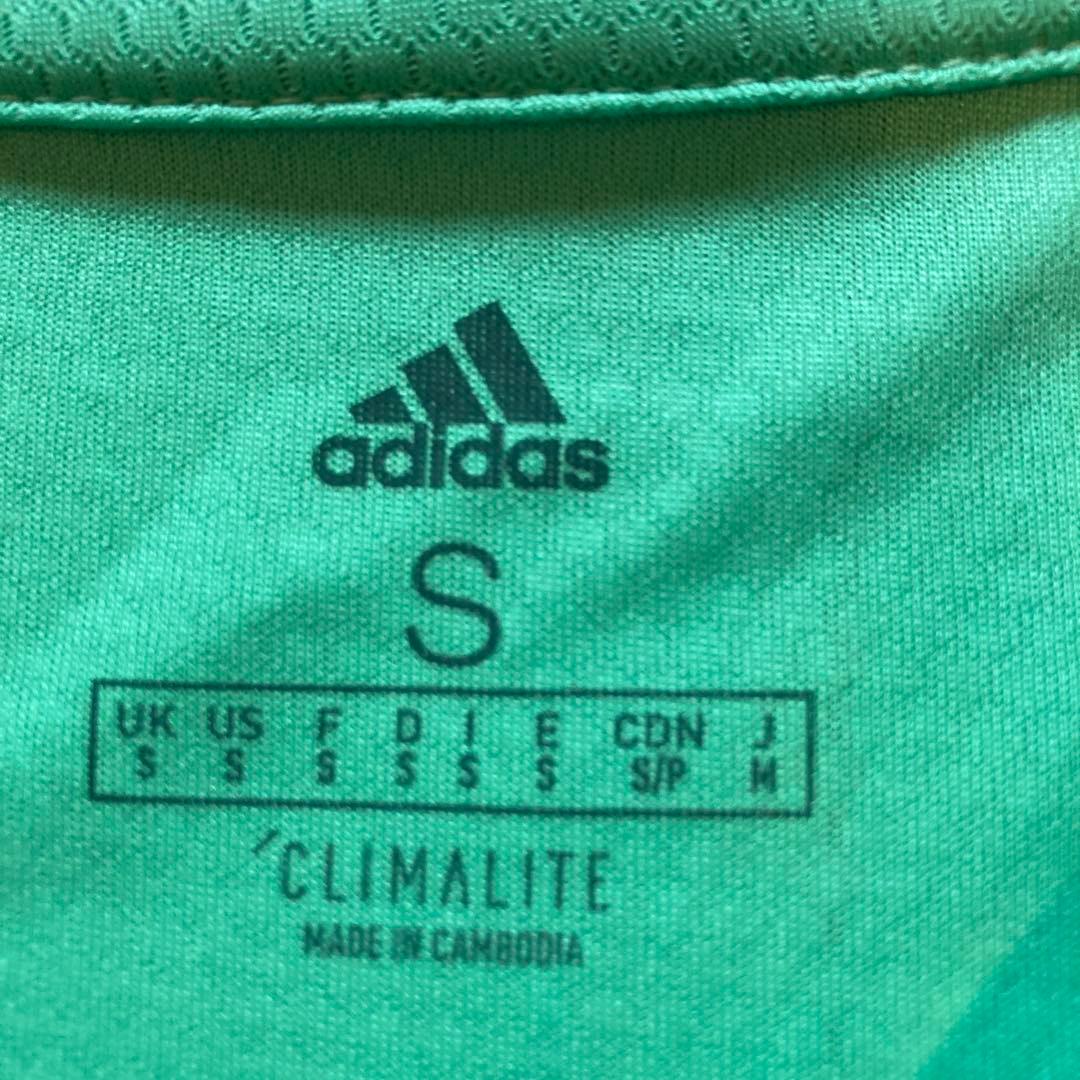 adidas
S
UK US F D I E CDN J
S S S S S S S/P M
CLIMALITE
MADE IN CAMBODIA